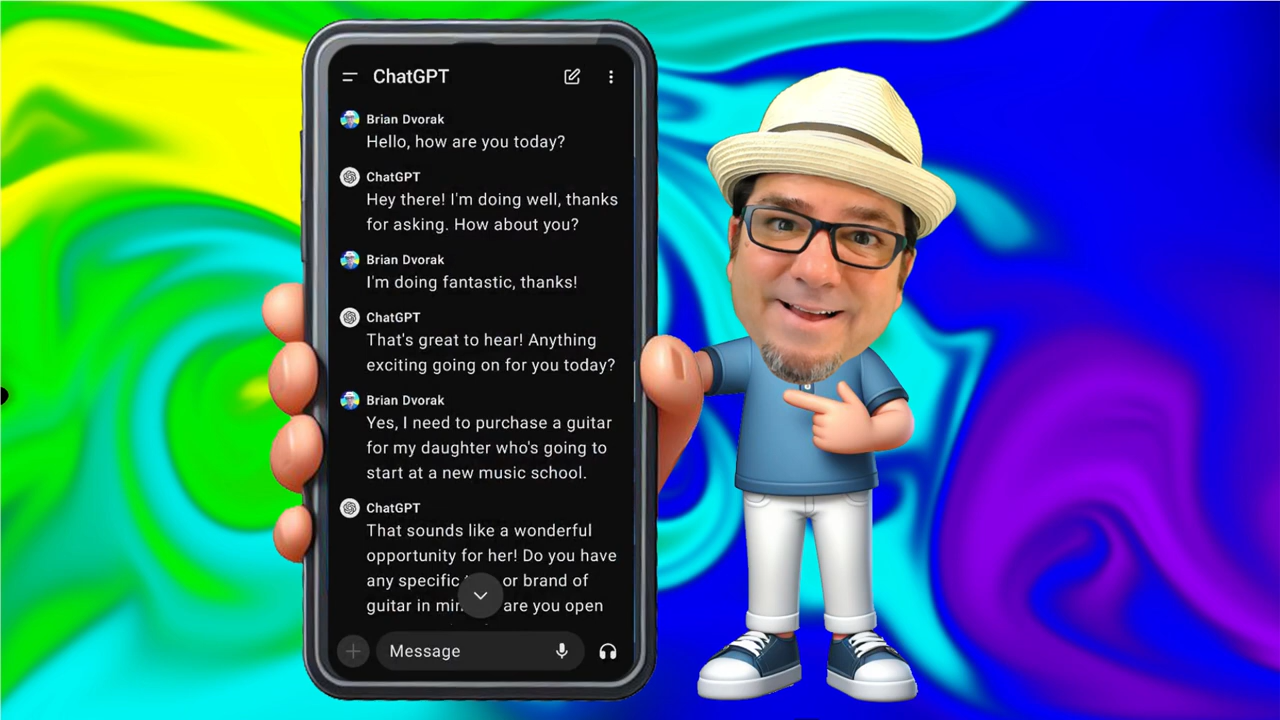 ChatGPT
Brian Dvorak
Hello, how are you today?
ChatGPT
Hey there! I'm doing well, thanks
for asking. How about you?
Brian Dvorak
I'm doing fantastic, thanks!
ChatGPT
That's great to hear! Anything
exciting going on for you today?
Brian Dvorak
Yes, I need to purchase a guitar
for my daughter who's going to
start at a new music school.
ChatGPT
That sounds like a wonderful
opportunity for her! Do you have
any specific or brand of
guitar in are you open
Message